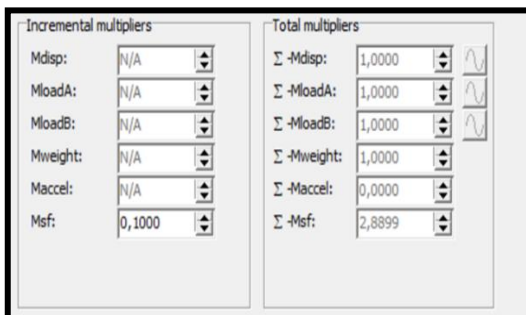 Incremental multipliers
Mdisp: N/A
MloadA: N/A
MloadB: N/A
Mweight: N/A
Maccel: N/A
Msf: 0,1000
Total multipliers
Σ -Mdisp: 1,0000
Σ -MloadA: 1,0000
Σ -MloadB: 1,0000
Σ -Mweight: 1,0000
Σ -Maccel: 0,0000
Σ -Msf: 2,8899